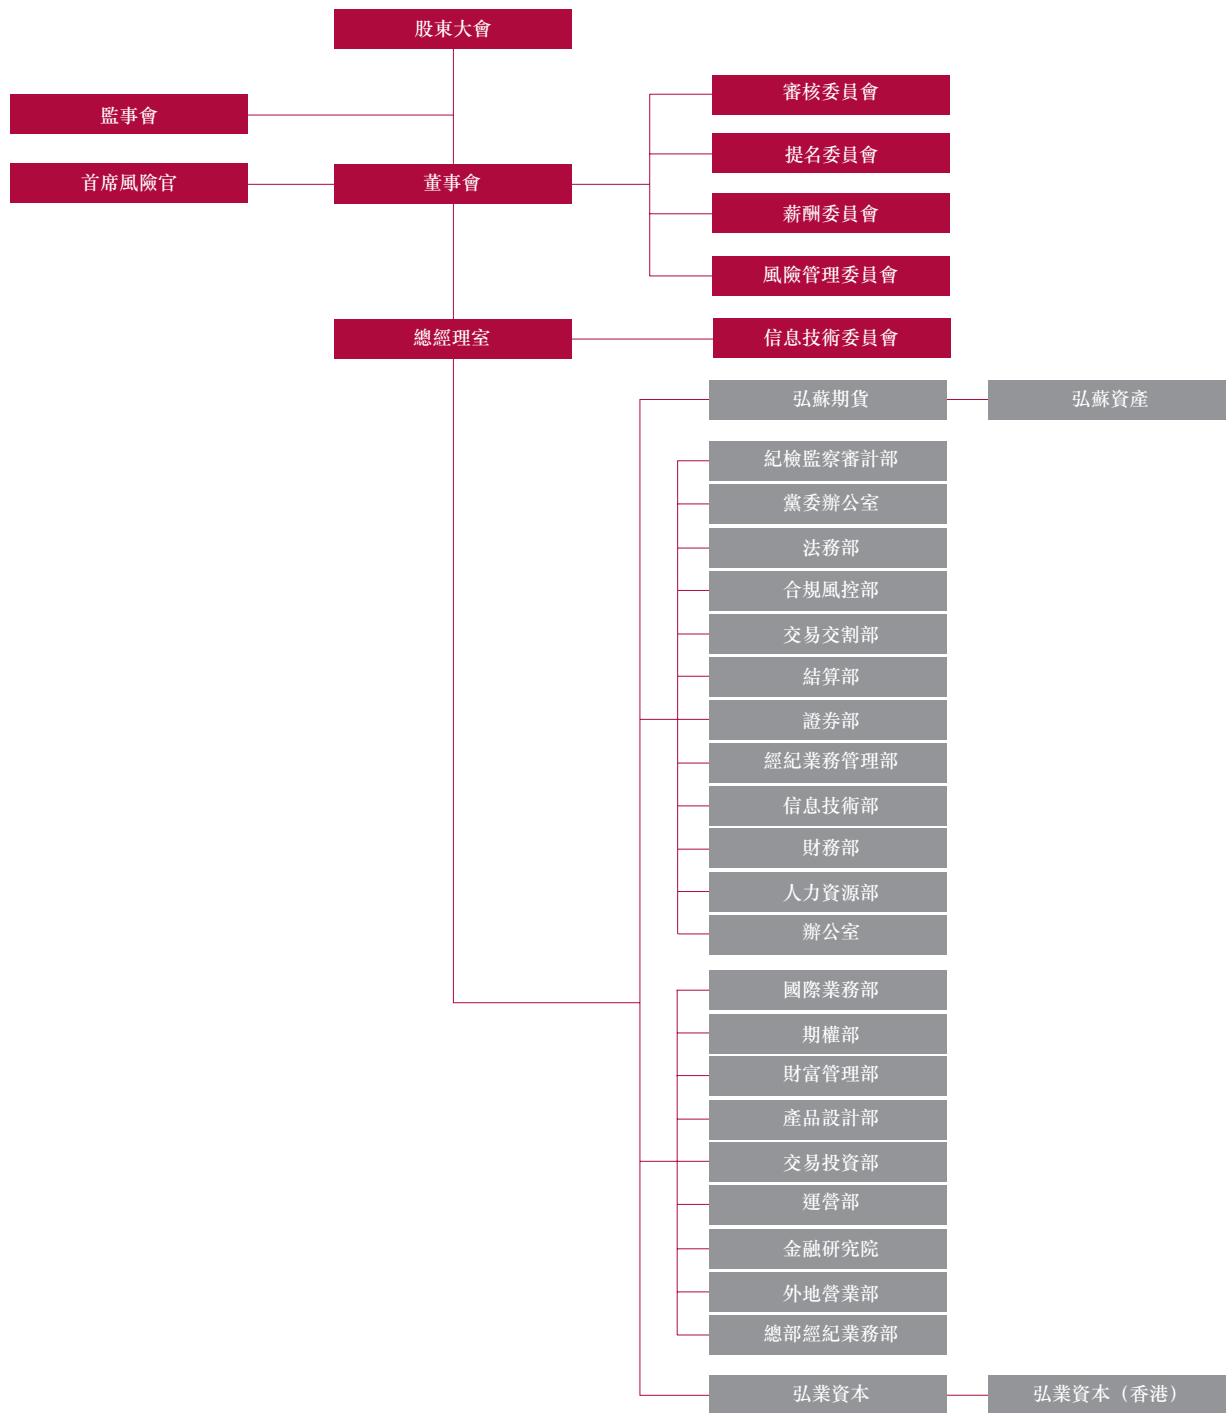 股東大會
監事會
首席風險官
董事會
審核委員會
提名委員會
薪酬委員會
風險管理委員會
總經理室
信息技術委員會
弘蘇期貨
弘蘇資產
紀檢監察審計部
黨委辦公室
法務部
合規風控部
交易交割部
結算部
證券部
經紀業務管理部
信息技術部
財務部
人力資源部
辦公室
國際業務部
期權部
財富管理部
產品設計部
交易投資部
運營部
金融研究院
外地營業部
總部經紀業務部
弘業資本
弘業資本（香港）